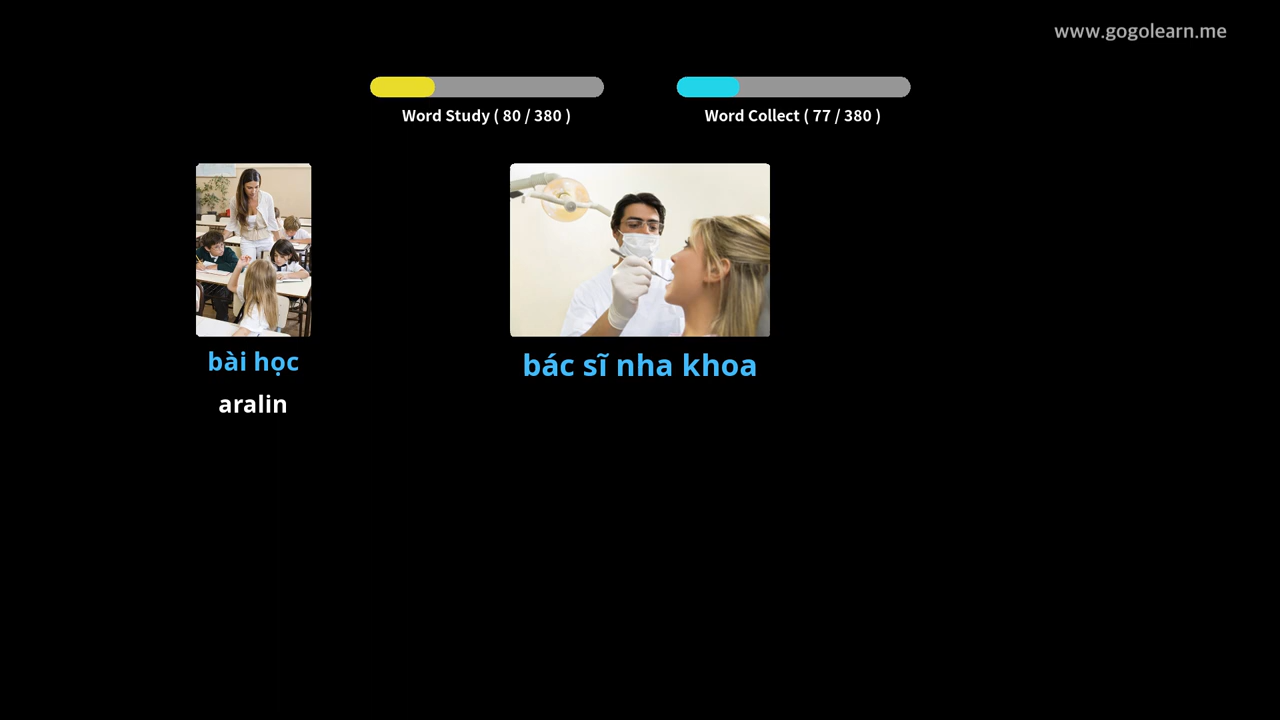 www.gogolearn.me
Word Study ( 80 / 380 )
Word Collect ( 77 / 380 )
bài học
aralin
bác sĩ nha khoa